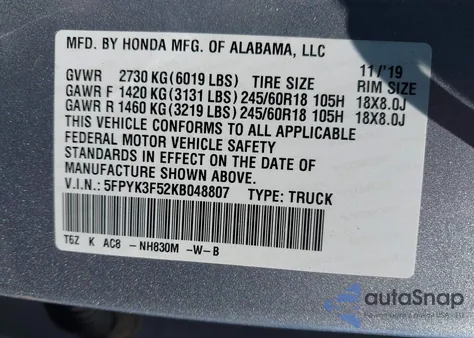 MFD. BY HONDA MFG. OF ALABAMA, LLC
11/'19
GVWR 2730 KG(6019 LBS) TIRE SIZE RIM SIZE
GAWR F 1420 KG(3131 LBS) 245/60R18 105H 18X8.0J
GAWR R 1460 KG(3219 LBS) 245/60R18 105H 18X8.0J
THIS VEHICLE CONFORMS TO ALL APPLICABLE
FEDERAL MOTOR VEHICLE SAFETY
STANDARDS IN EFFECT ON THE DATE OF
MANUFACTURE SHOWN ABOVE.
V.I.N.: 5FPYK3F52KB048807 TYPE: TRUCK
T6Z K AC8 -NH830M -W-B
autoSnap